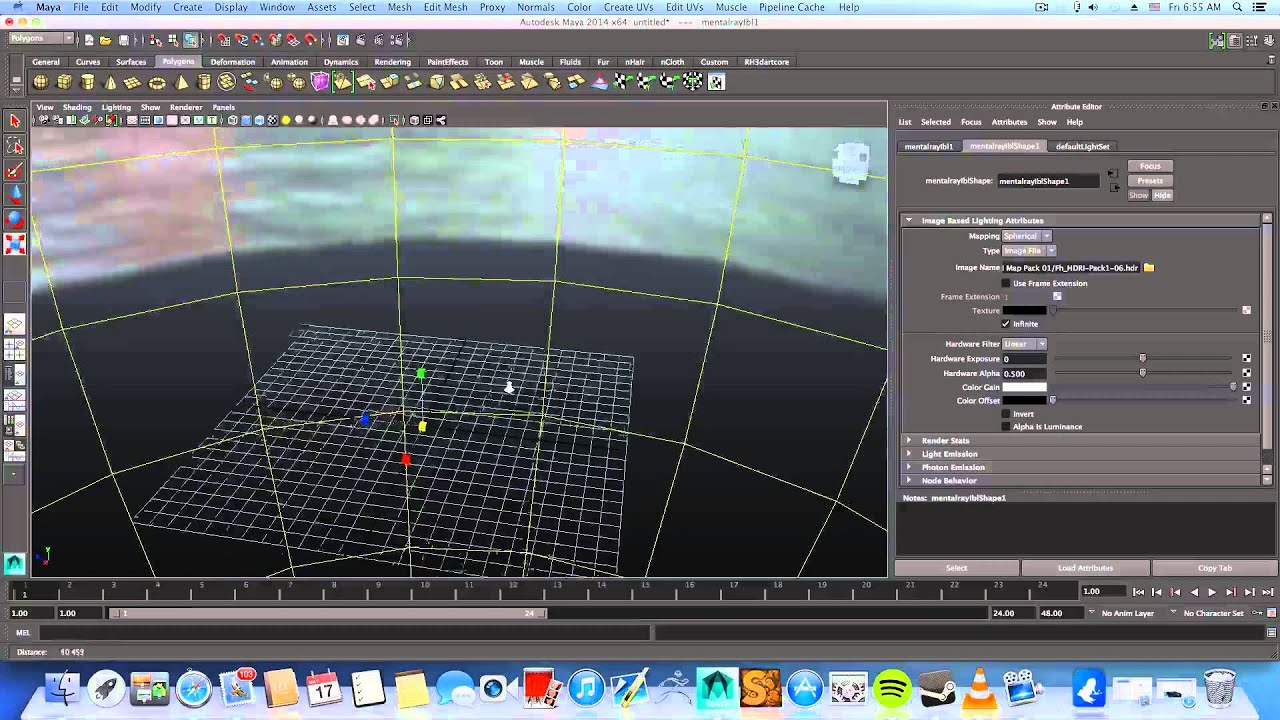 Maya File Edit Modify Create Display Window Assets Select Mesh Edit Mesh Proxy Normals Color Create UVs Edit UVs Muscle Pipeline Cache Help Fri 6:55 AM
Autodesk Maya 2014 x64: untitled* --- mentalrayIbl1
Polygons
General Curves Surfaces Polygons Deformation Animation Dynamics Rendering PaintEffects Toon Muscle Fluids Fur nHair nCloth Custom RH3dartcore
View Shading Lighting Show Renderer Panels
Attribute Editor
List Selected Focus Attributes Show Help
mentalrayIbl1 mentalrayIblShape1 defaultLightSet
Focus
mentalrayIblShape: mentalrayIblShape1
Presets
Show Hide
Image Based Lighting Attributes
Mapping Spherical
Type Image File
Image Name Map Pack 01/Fh_HDRI-Pack1-06.hdr
Use Frame Extension
Frame Extension 1
Texture
Infinite
Hardware Filter Linear
Hardware Exposure 0
Hardware Alpha 0.500
Color Gain
Color Offset
Invert
Alpha Is Luminance
Render Stats
Light Emission
Photon Emission
Node Behavior
Notes: mentalrayIblShape1
Select Load Attributes Copy Tab
1 2 3 4 5 6 7 8 9 10 11 12 13 14 15 16 17 18 19 20 21 22 23 24
1 1.00
1.00 1.00 1 24 24.00 48.00 No Anim Layer No Character Set
MEL
Distance: 10.453
103
17